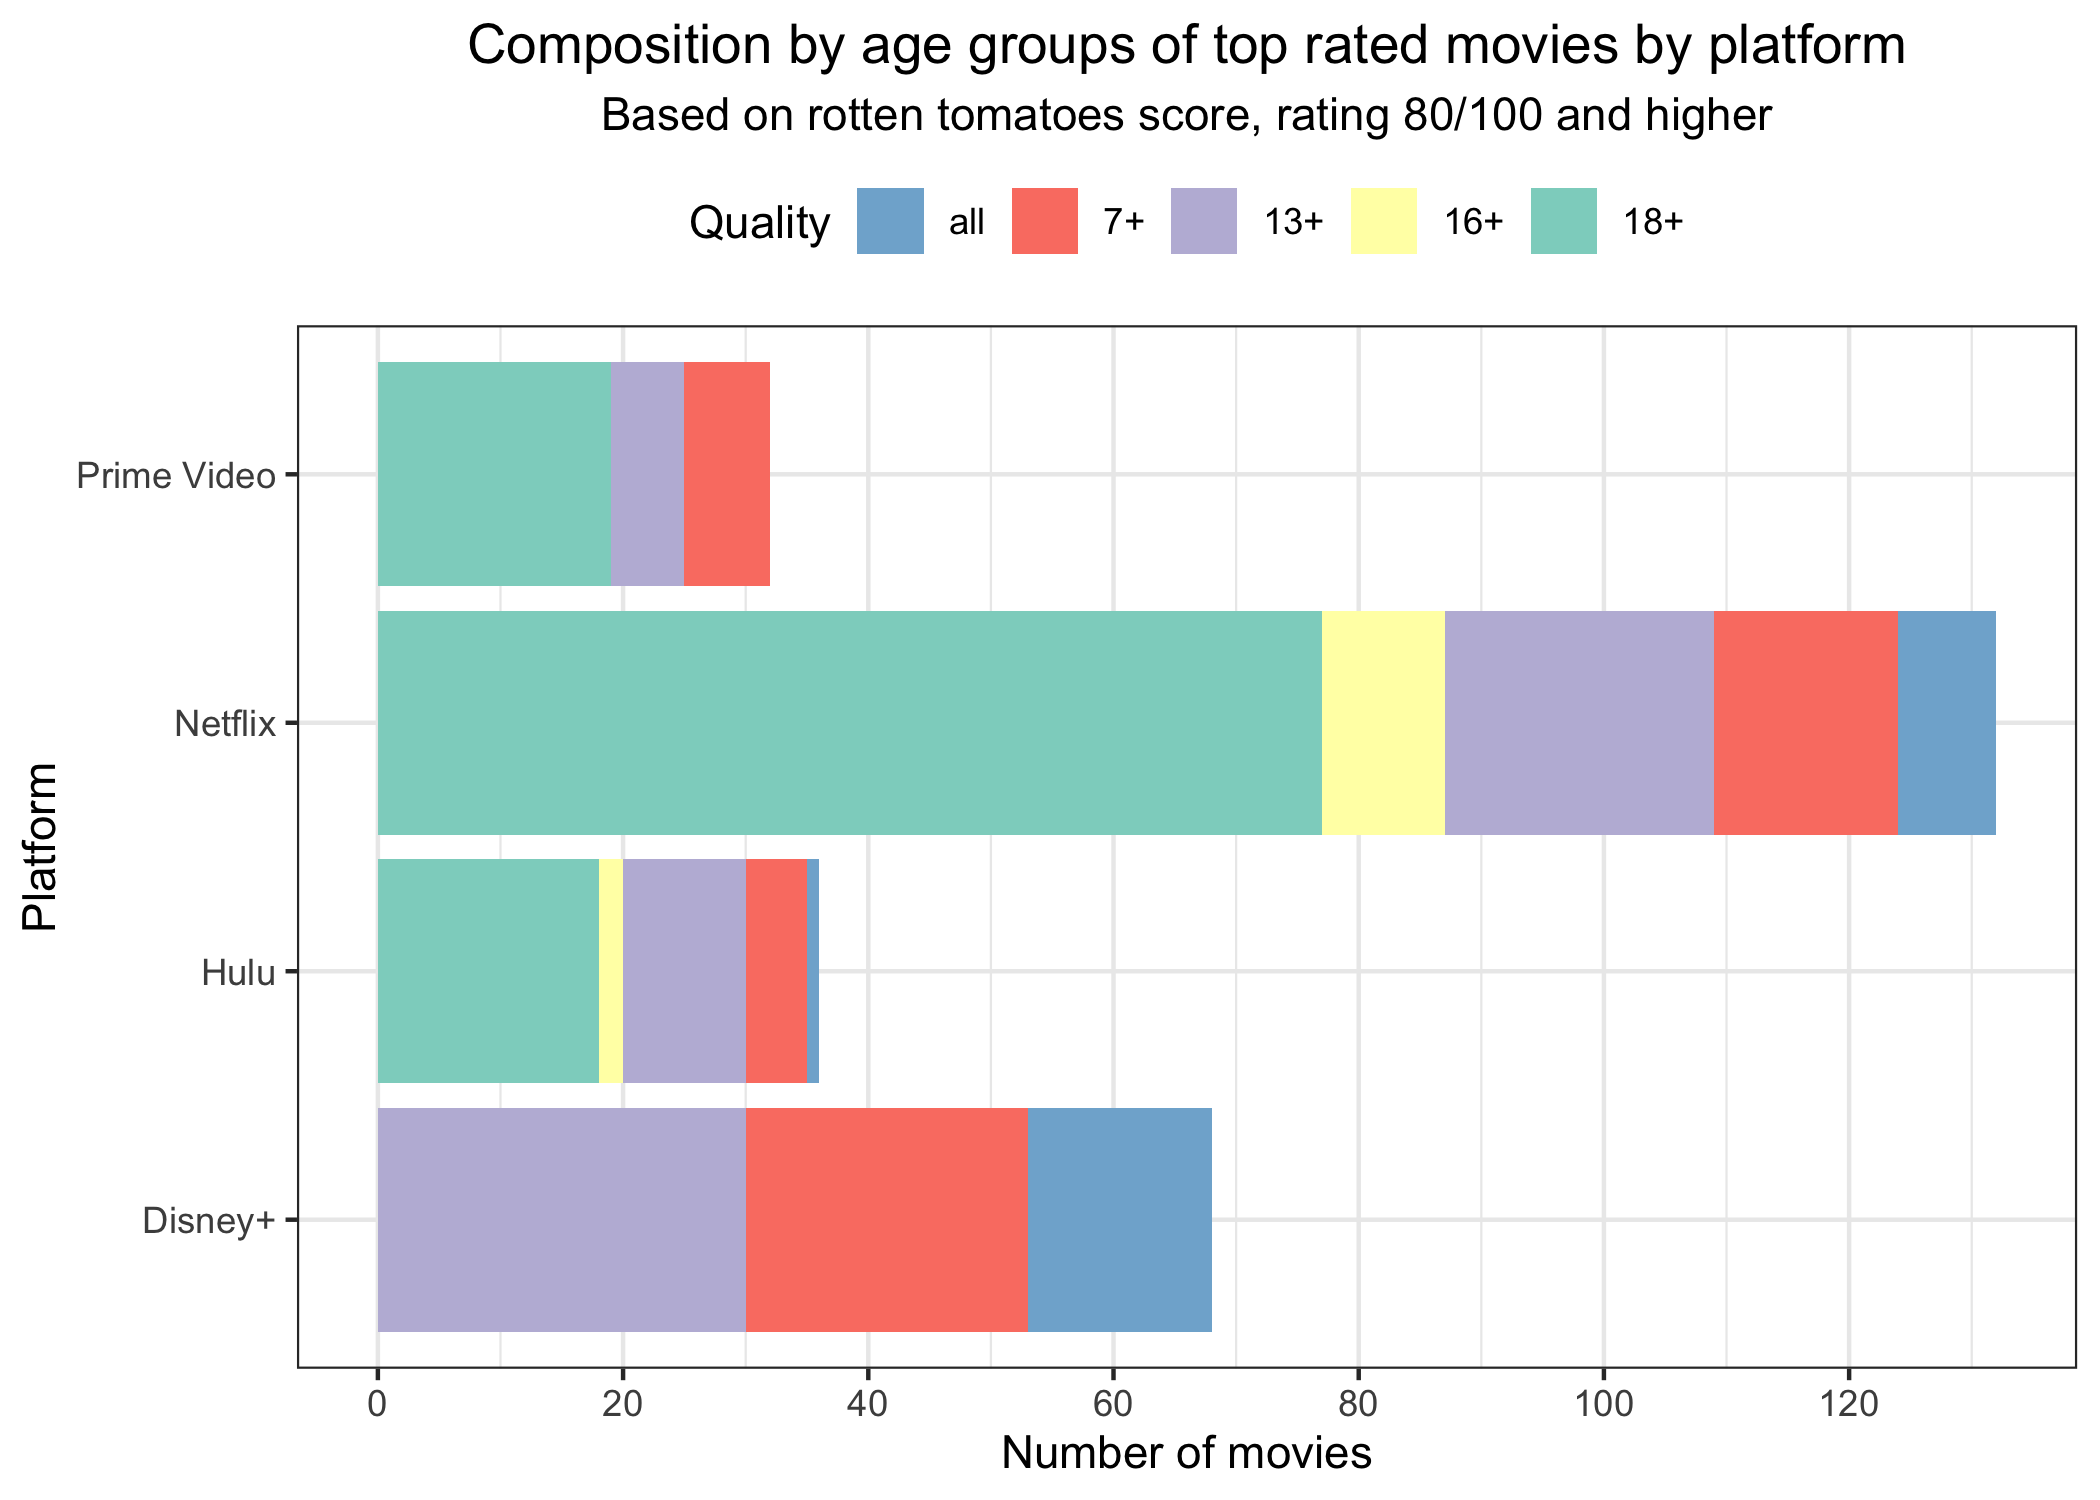 Composition by age groups of top rated movies by platform
Based on rotten tomatoes score, rating 80/100 and higher
Quality all 7+ 13+ 16+ 18+
Platform
Prime Video
Netflix
Hulu
Disney+
0 20 40 60 80 100 120
Number of movies